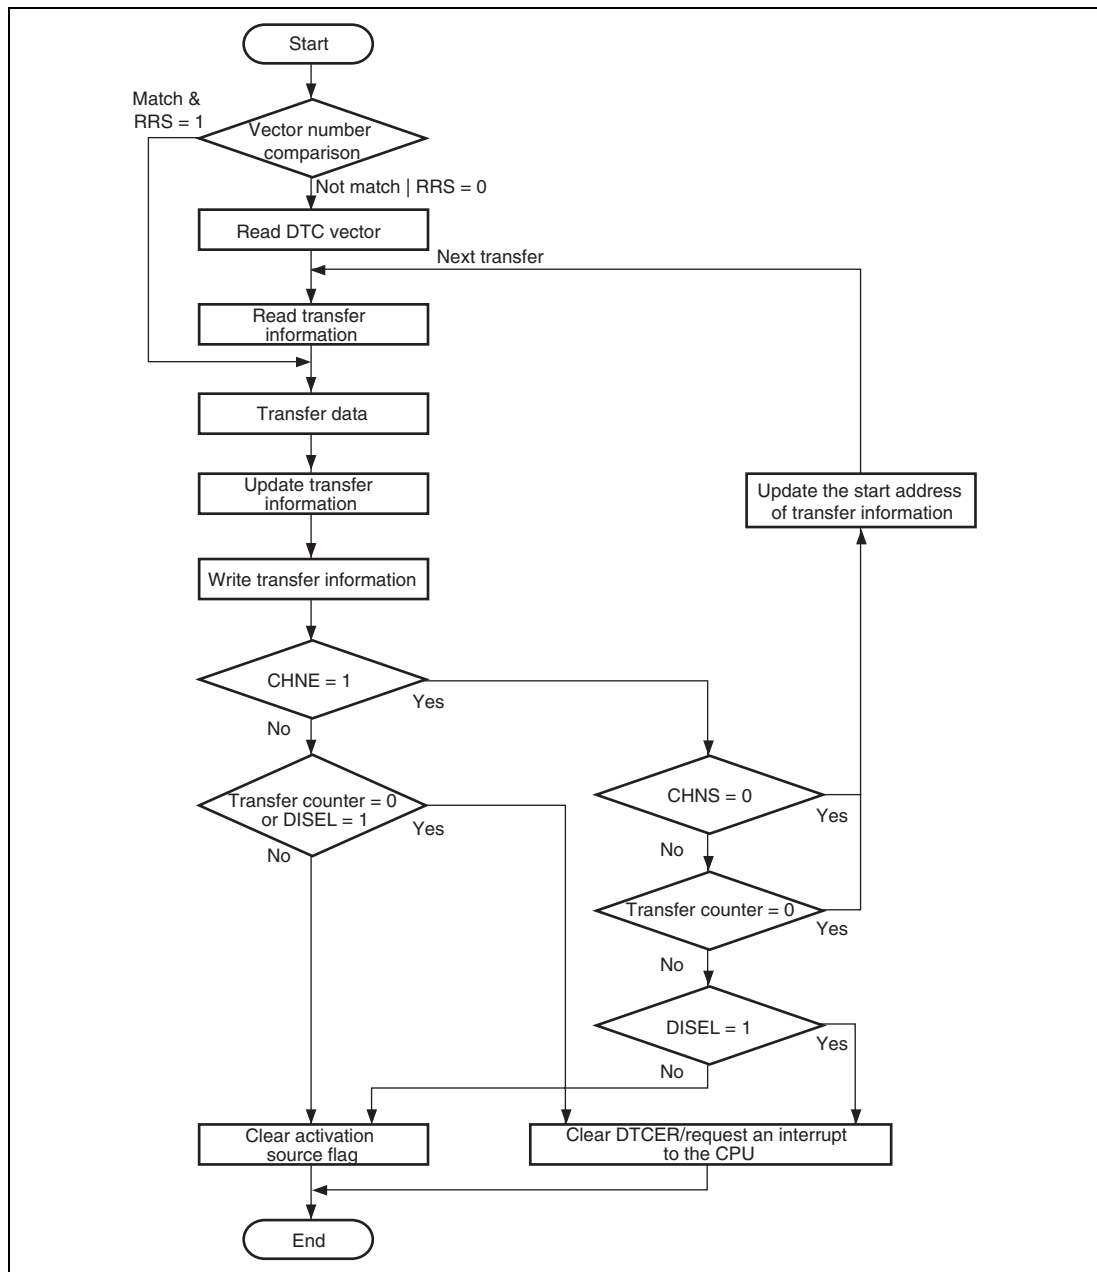 Start
Match &
RRS = 1
Vector number
comparison
Not match | RRS = 0
Read DTC vector
Next transfer
Read transfer
information
Transfer data
Update transfer
information
Update the start address
of transfer information
Write transfer information
CHNE = 1
Yes
No
Transfer counter = 0
or DISEL = 1
Yes
No
CHNS = 0
Yes
No
Transfer counter = 0
Yes
No
DISEL = 1
Yes
No
Clear activation
source flag
Clear DTCER/request an interrupt
to the CPU
End